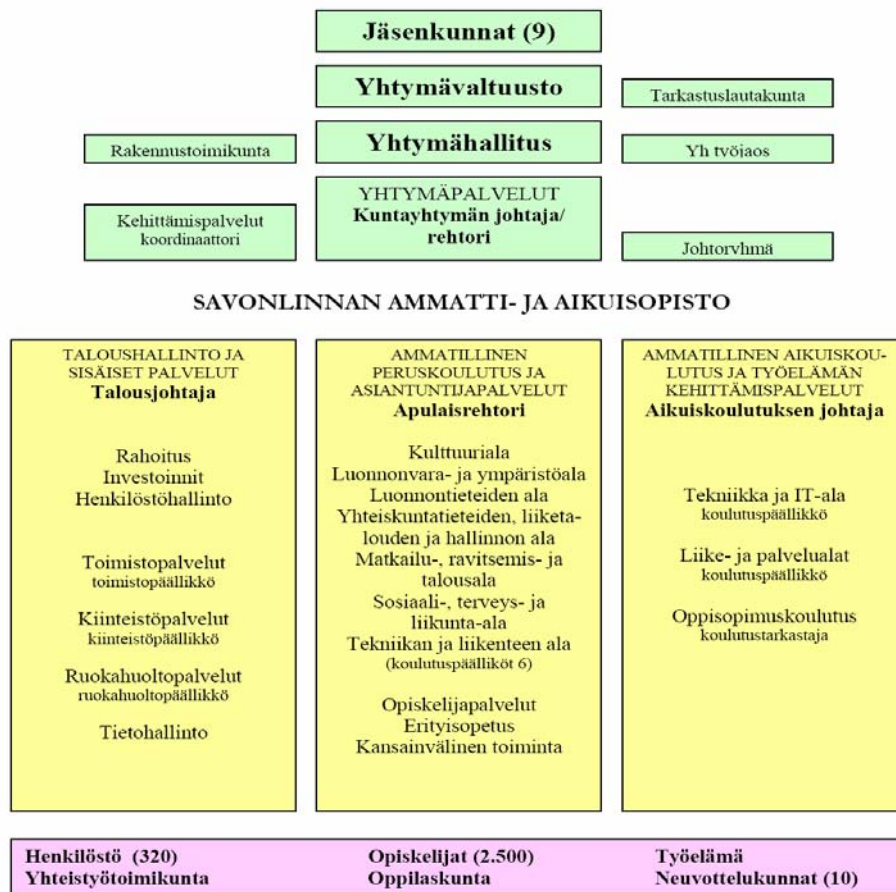 Jäsenkunnat (9)
Yhtymävaltuusto
Tarkastuslautakunta
Rakennustoimikunta
Yhtymähallitus
Yh työjaos
Kehittämispalvelut
koordinaattori
YHTYMÄPALVELUT
Kuntayhtymän johtaja/
rehtori
Johtoryhmä
SAVONLINNAN AMMATTI- JA AIKUISOPISTO
TALOUSHALLINTO JA
SISÄISET PALVELUT
Talousjohtaja
Rahoitus
Investoinnit
Henkilöstöhallinto
Toimistopalvelut
toimistopäällikkö
Kiinteistöpalvelut
kiinteistöpäällikkö
Ruokahuoltopalvelut
ruokahuoltopäällikkö
Tietohallinto
AMMATILLINEN
PERUSKOULUTUS JA
ASIANTUNTIJAPALVELUT
Apulaisrehtori
Kulttuuriala
Luonnonvara- ja ympäristöala
Luonnontieteiden ala
Yhteiskuntatieteiden, liiketa-
louden ja hallinnon ala
Matkailu-, ravitsemis- ja
talousala
Sosiaali-, terveys- ja
liikunta-ala
Tekniikan ja liikenteen ala
(koulutuspäälliköt 6)
Opiskelijapalvelut
Erityisopetus
Kansainvälinen toiminta
AMMATILLINEN AIKUISKOU-
LUTUS JA TYÖELÄMÄN
KEHITTÄMISPALVELUT
Aikuiskoulutuksen johtaja
Tekniikka ja IT-ala
koulutuspäällikkö
Liike- ja palvelualat
koulutuspäällikkö
Oppisopimuskoulutus
koulutustarkastaja
Henkilöstö (320)
Yhteistyötoimikunta
Opiskelijat (2.500)
Oppilaskunta
Työelämä
Neuvottelukunnat (10)